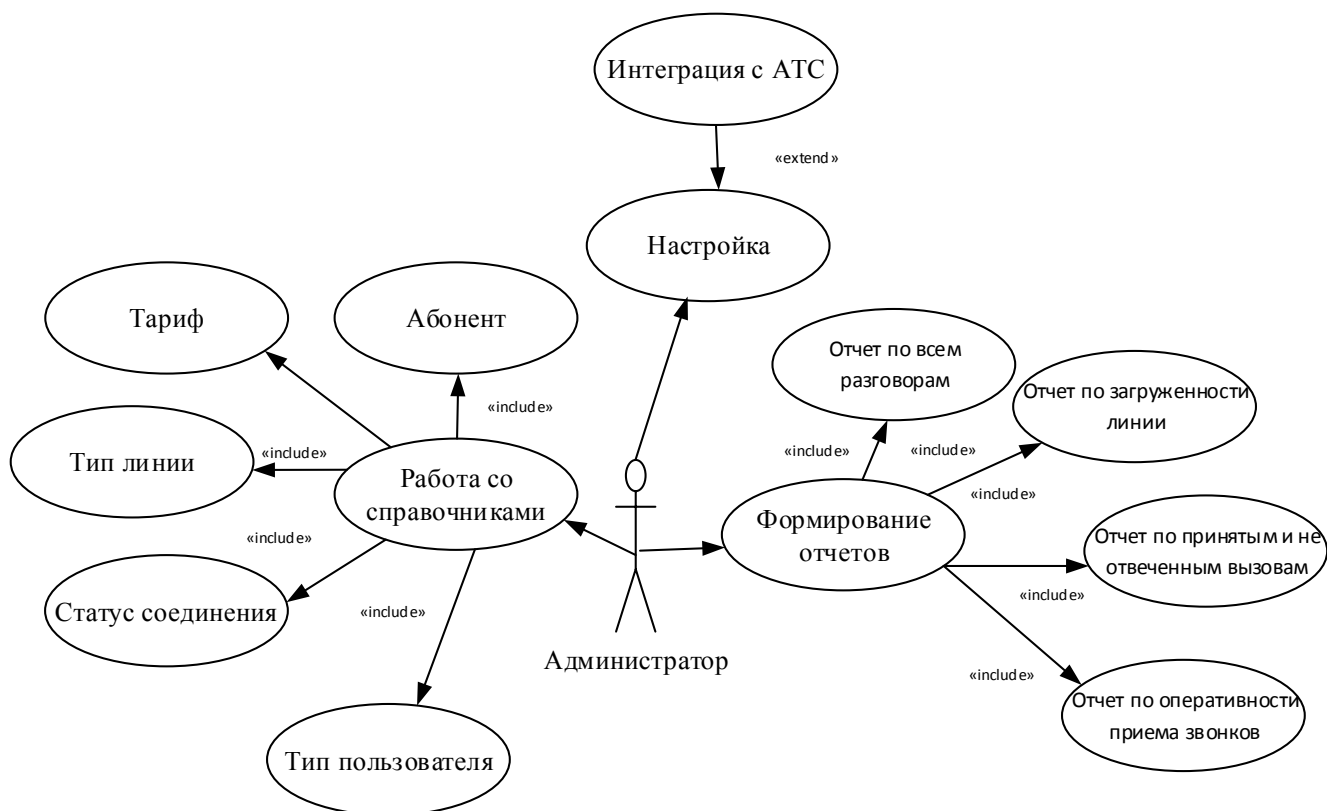 Интеграция с АТС
«extend»
Настройка
Тариф
Абонент
«include»
Тип линии
«include»
Работа со
справочниками
«include»
Статус соединения
«include»
Тип пользователя
Администратор
Отчет по всем
разговорам
«include»
«include»
Отчет по загруженности
линии
Формирование
отчетов
«include»
Отчет по принятым и не
отвеченным вызовам
«include»
Отчет по оперативности
приема звонков